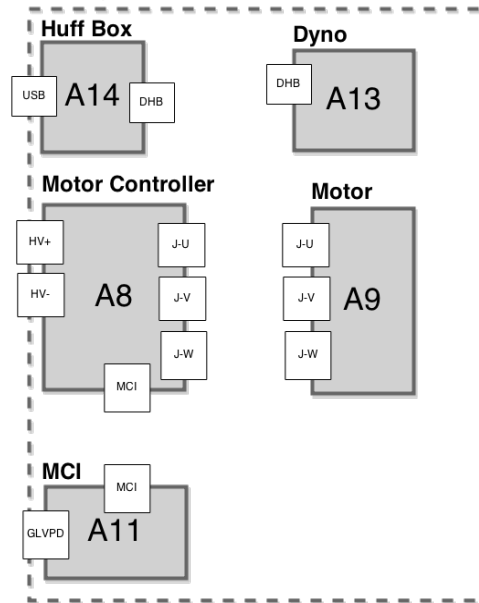 Huff Box
Dyno
USB
A14
DHB
DHB
A13
Motor Controller
Motor
HV+
HV-
A8
J-U
J-V
J-W
MCI
J-U
J-V
J-W
A9
MCI
MCI
GLVPD
A11